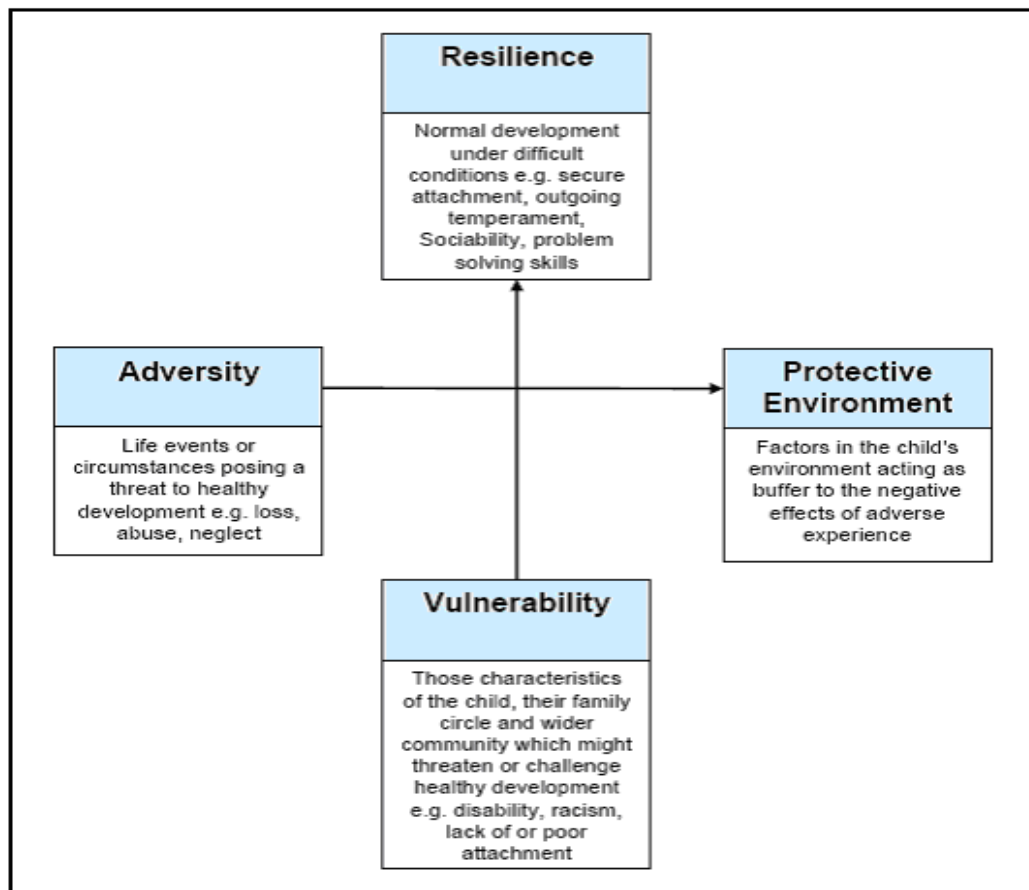 Resilience
Normal development
under difficult
conditions e.g. secure
attachment, outgoing
temperament,
Sociability, problem
solving skills
Adversity
Life events or
circumstances posing a
threat to healthy
development e.g. loss,
abuse, neglect
Protective
Environment
Factors in the child's
environment acting as
buffer to the negative
effects of adverse
experience
Vulnerability
Those characteristics
of the child, their family
circle and wider
community which might
threaten or challenge
healthy development
e.g. disability, racism,
lack of or poor
attachment